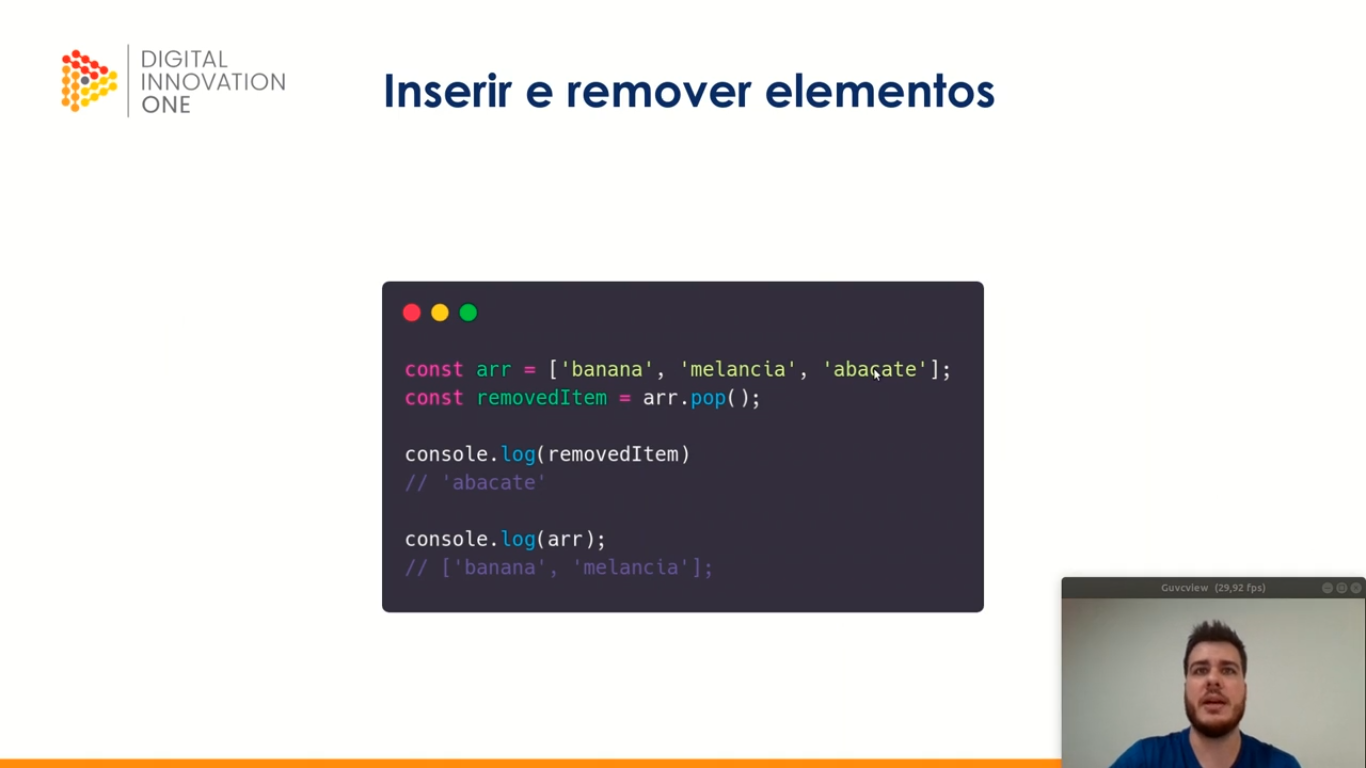 DIGITAL
INNOVATION
ONE
Inserir e remover elementos
const arr = ['banana', 'melancia', 'abacate'];
const removedItem = arr.pop();
console.log(removedItem)
// 'abacate'
console.log(arr);
// ['banana', 'melancia'];
Guvcview (29,92 fps)